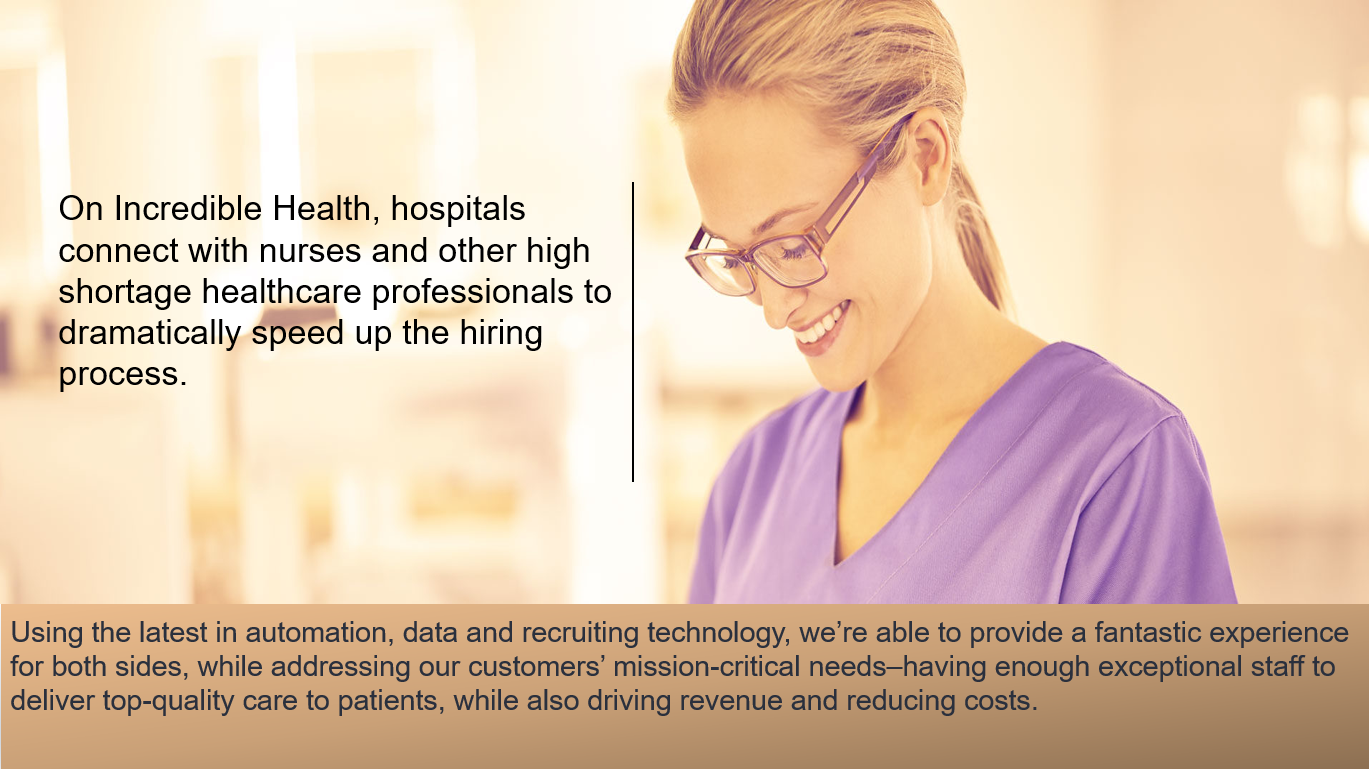 On Incredible Health, hospitals
connect with nurses and other high
shortage healthcare professionals to
dramatically speed up the hiring
process.
Using the latest in automation, data and recruiting technology, we’re able to provide a fantastic experience
for both sides, while addressing our customers’ mission-critical needs–having enough exceptional staff to
deliver top-quality care to patients, while also driving revenue and reducing costs.